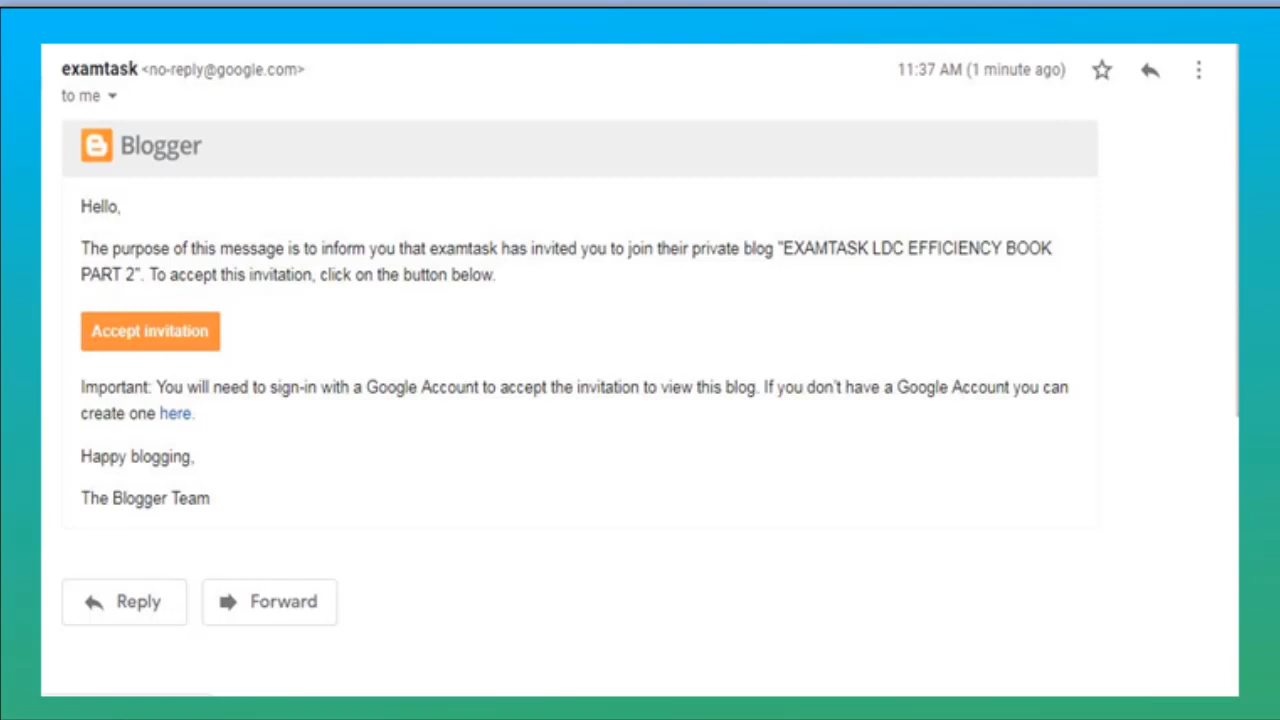 examtask <no-reply@google.com>
11:37 AM (1 minute ago)
to me
Blogger
Hello,
The purpose of this message is to inform you that examtask has invited you to join their private blog "EXAMTASK LDC EFFICIENCY BOOK
PART 2". To accept this invitation, click on the button below.
Accept invitation
Important: You will need to sign-in with a Google Account to accept the invitation to view this blog. If you don't have a Google Account you can
create one here.
Happy blogging,
The Blogger Team
Reply
Forward